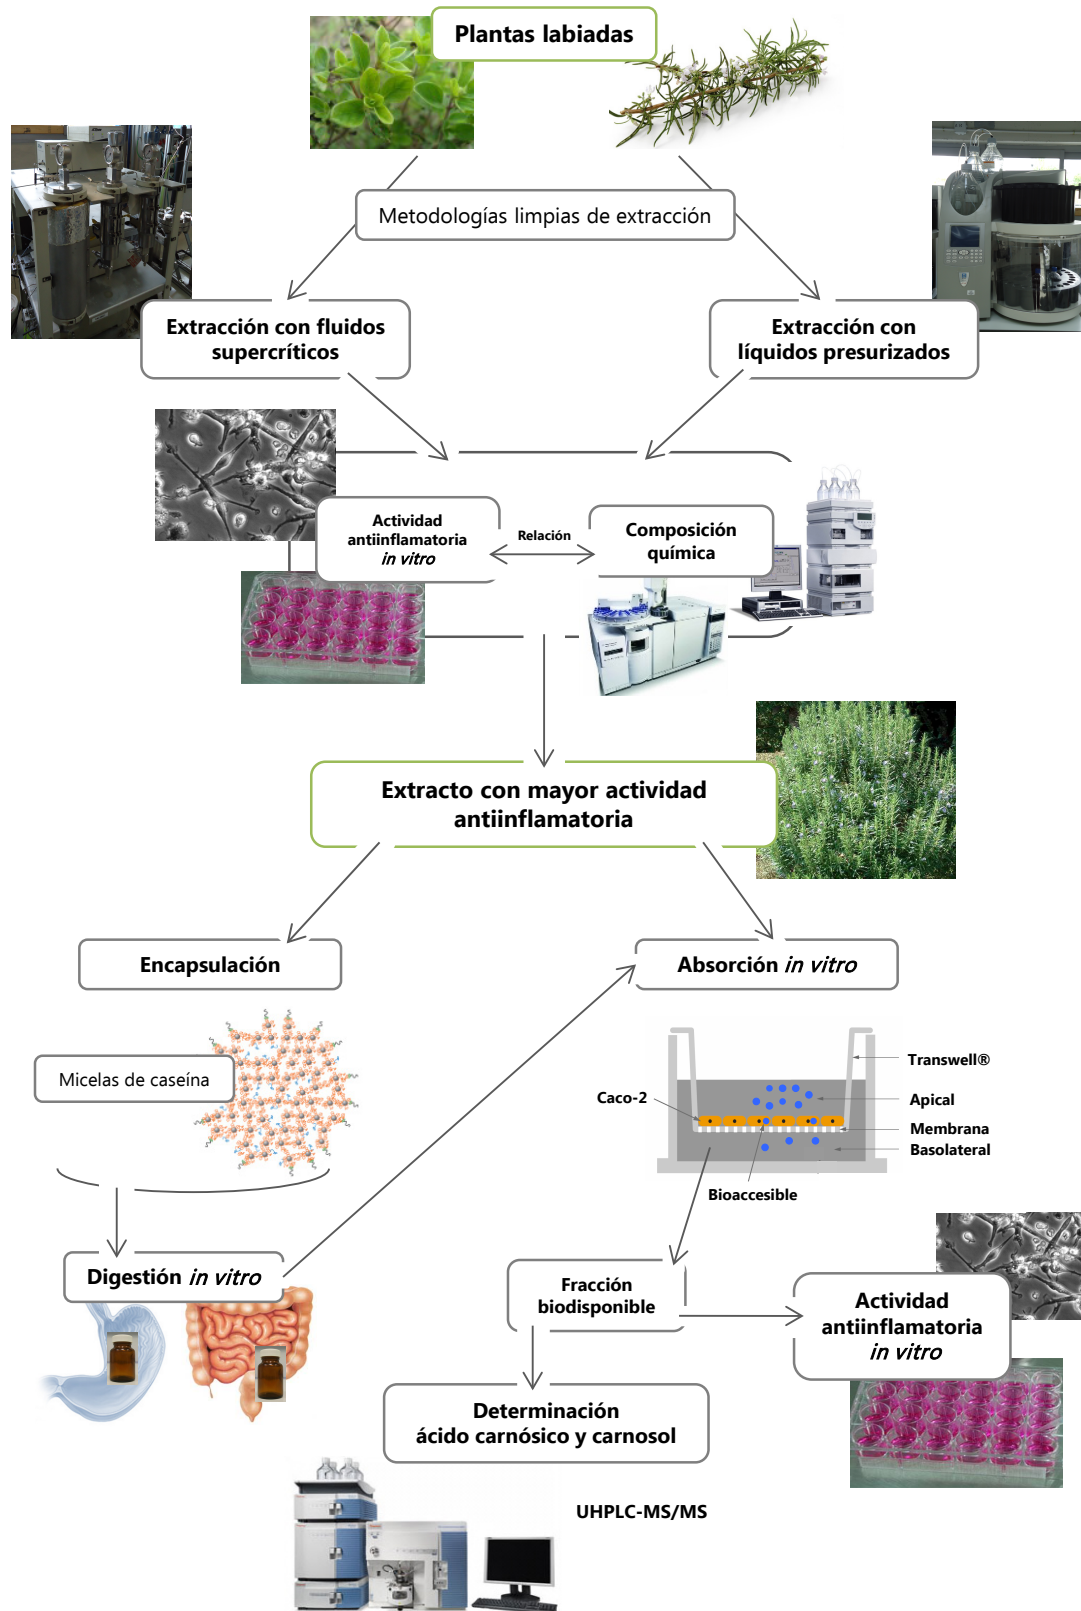 Plantas labiadas
Metodologías limpias de extracción
Extracción con fluidos
supercríticos
Extracción con
líquidos presurizados
Actividad
antiinflamatoria
in vitro
Relación
Composición
química
Extracto con mayor actividad
antiinflamatoria
Encapsulación
Absorción in vitro
Micelas de caseína
Transwell®
Caco-2
Apical
Membrana
Basolateral
Bioaccesible
Digestión in vitro
Fracción
biodisponible
Actividad
antiinflamatoria
in vitro
Determinación
ácido carnósico y carnosol
UHPLC-MS/MS